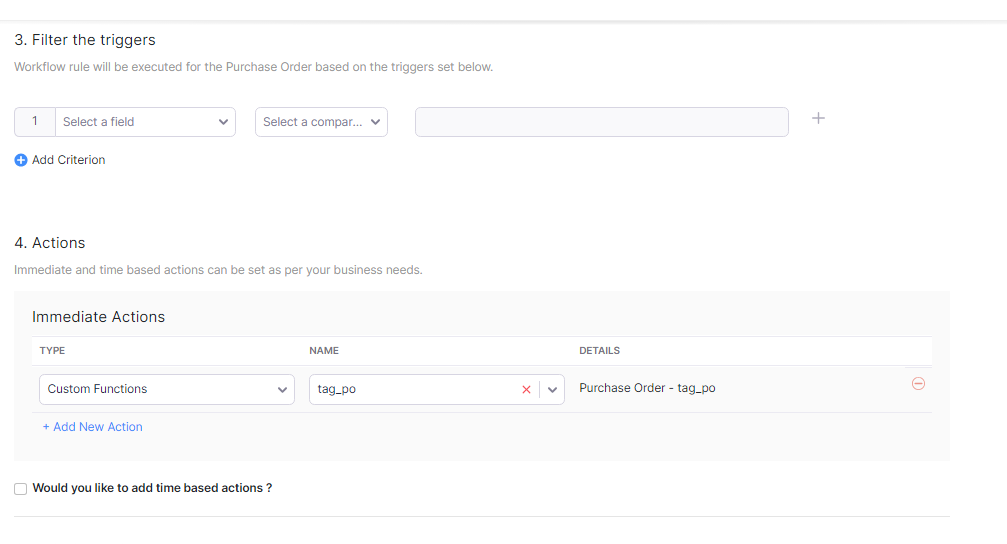 3. Filter the triggers
Workflow rule will be executed for the Purchase Order based on the triggers set below.
1 Select a field Select a compar...
Add Criterion
4. Actions
Immediate and time based actions can be set as per your business needs.
Immediate Actions
TYPE NAME DETAILS
Custom Functions tag_po Purchase Order - tag_po
+ Add New Action
Would you like to add time based actions ?